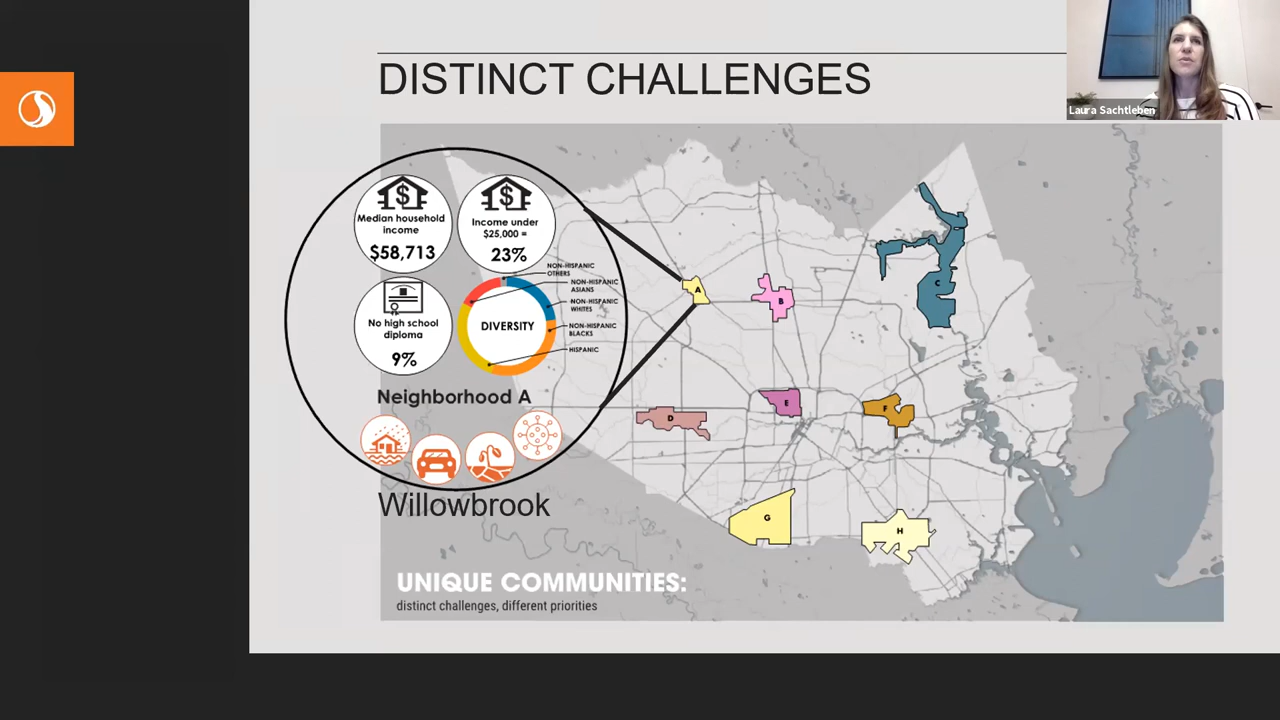 DISTINCT CHALLENGES
Laura Sachtleben
Median household
income
$58,713
Income under
$25,000 =
23%
No high school
diploma
9%
NON-HISPANIC
OTHERS
NON-HISPANIC
ASIANS
NON-HISPANIC
WHITES
NON-HISPANIC
BLACKS
HISPANIC
DIVERSITY
Neighborhood A
Willowbrook
A
B
C
D
E
F
G
H
UNIQUE COMMUNITIES:
distinct challenges, different priorities